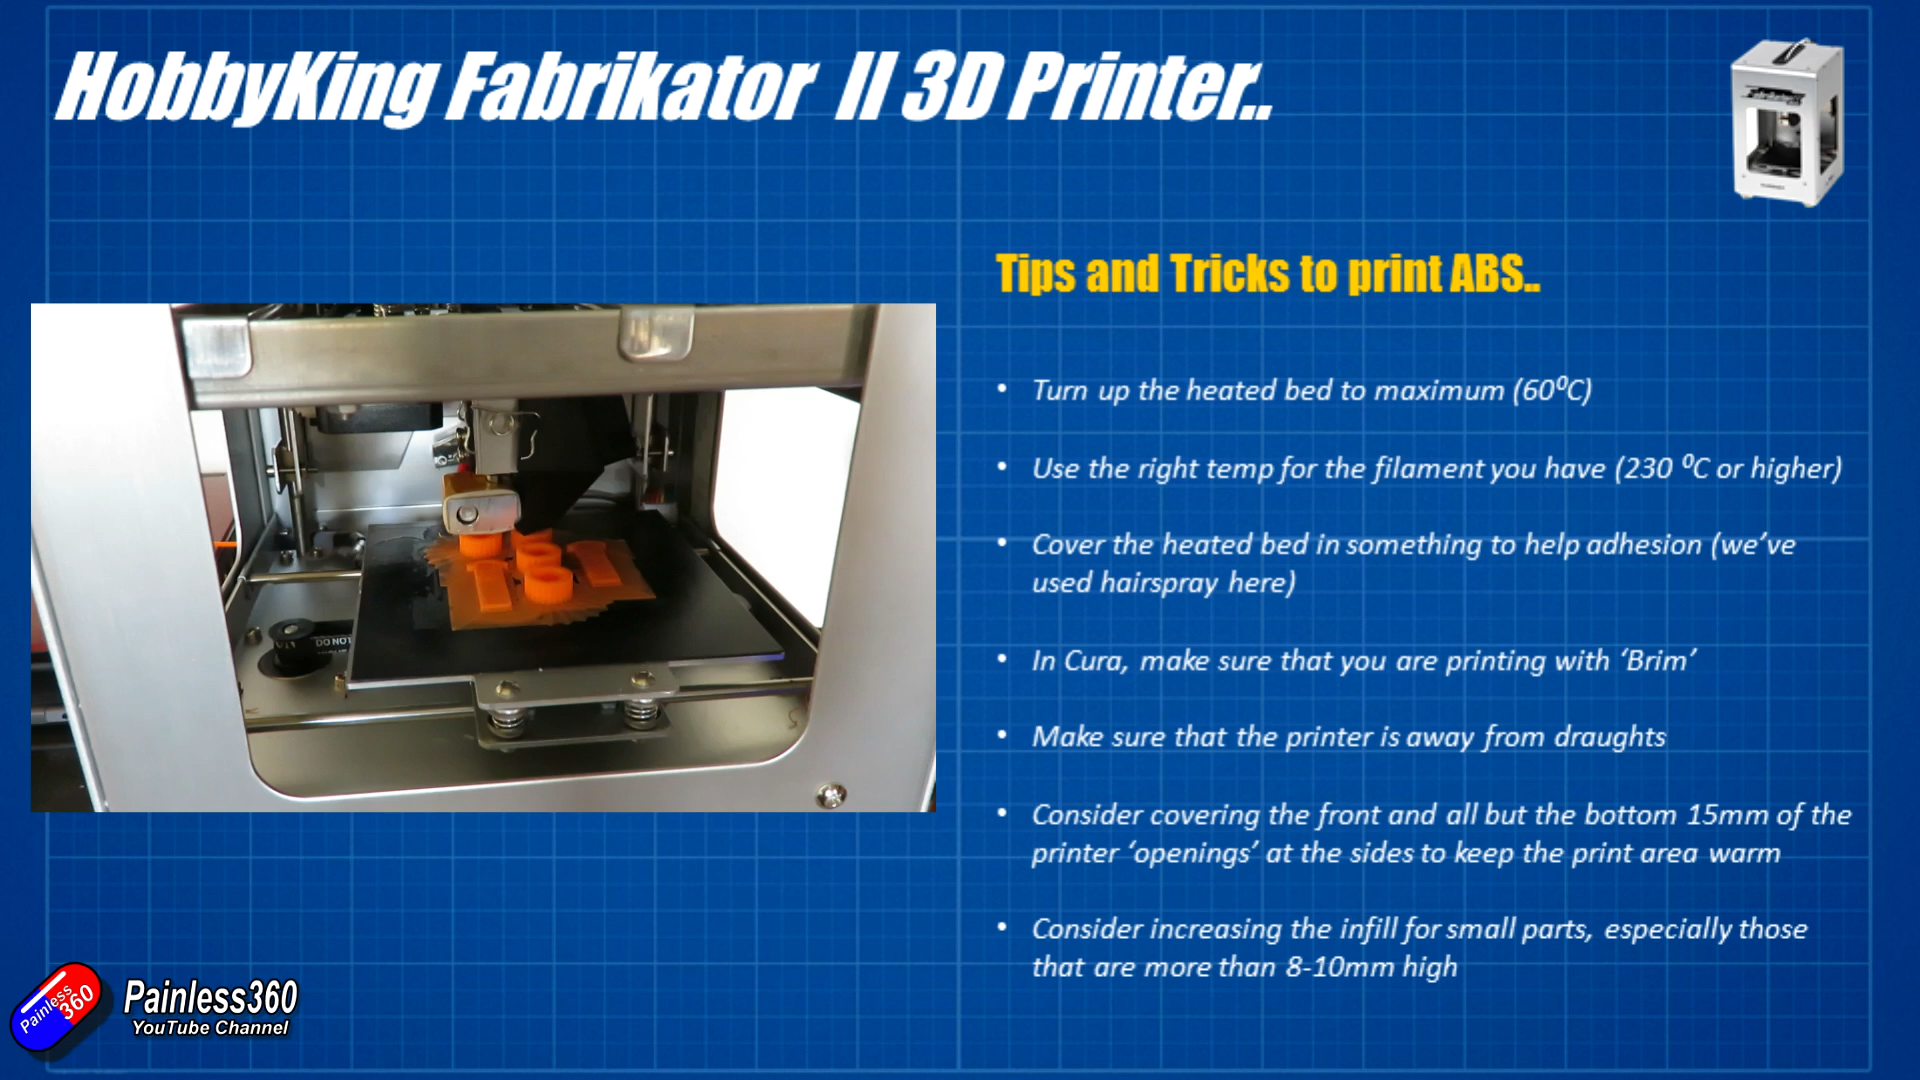 HobbyKing Fabrikator II 3D Printer..
Tips and Tricks to print ABS..
• Turn up the heated bed to maximum (60⁰C)
• Use the right temp for the filament you have (230 ⁰C or higher)
• Cover the heated bed in something to help adhesion (we've
used hairspray here)
• In Cura, make sure that you are printing with ‘Brim’
• Make sure that the printer is away from draughts
• Consider covering the front and all but the bottom 15mm of the
printer ‘openings’ at the sides to keep the print area warm
• Consider increasing the infill for small parts, especially those
that are more than 8-10mm high
Painless
360
Painless360
YouTube Channel